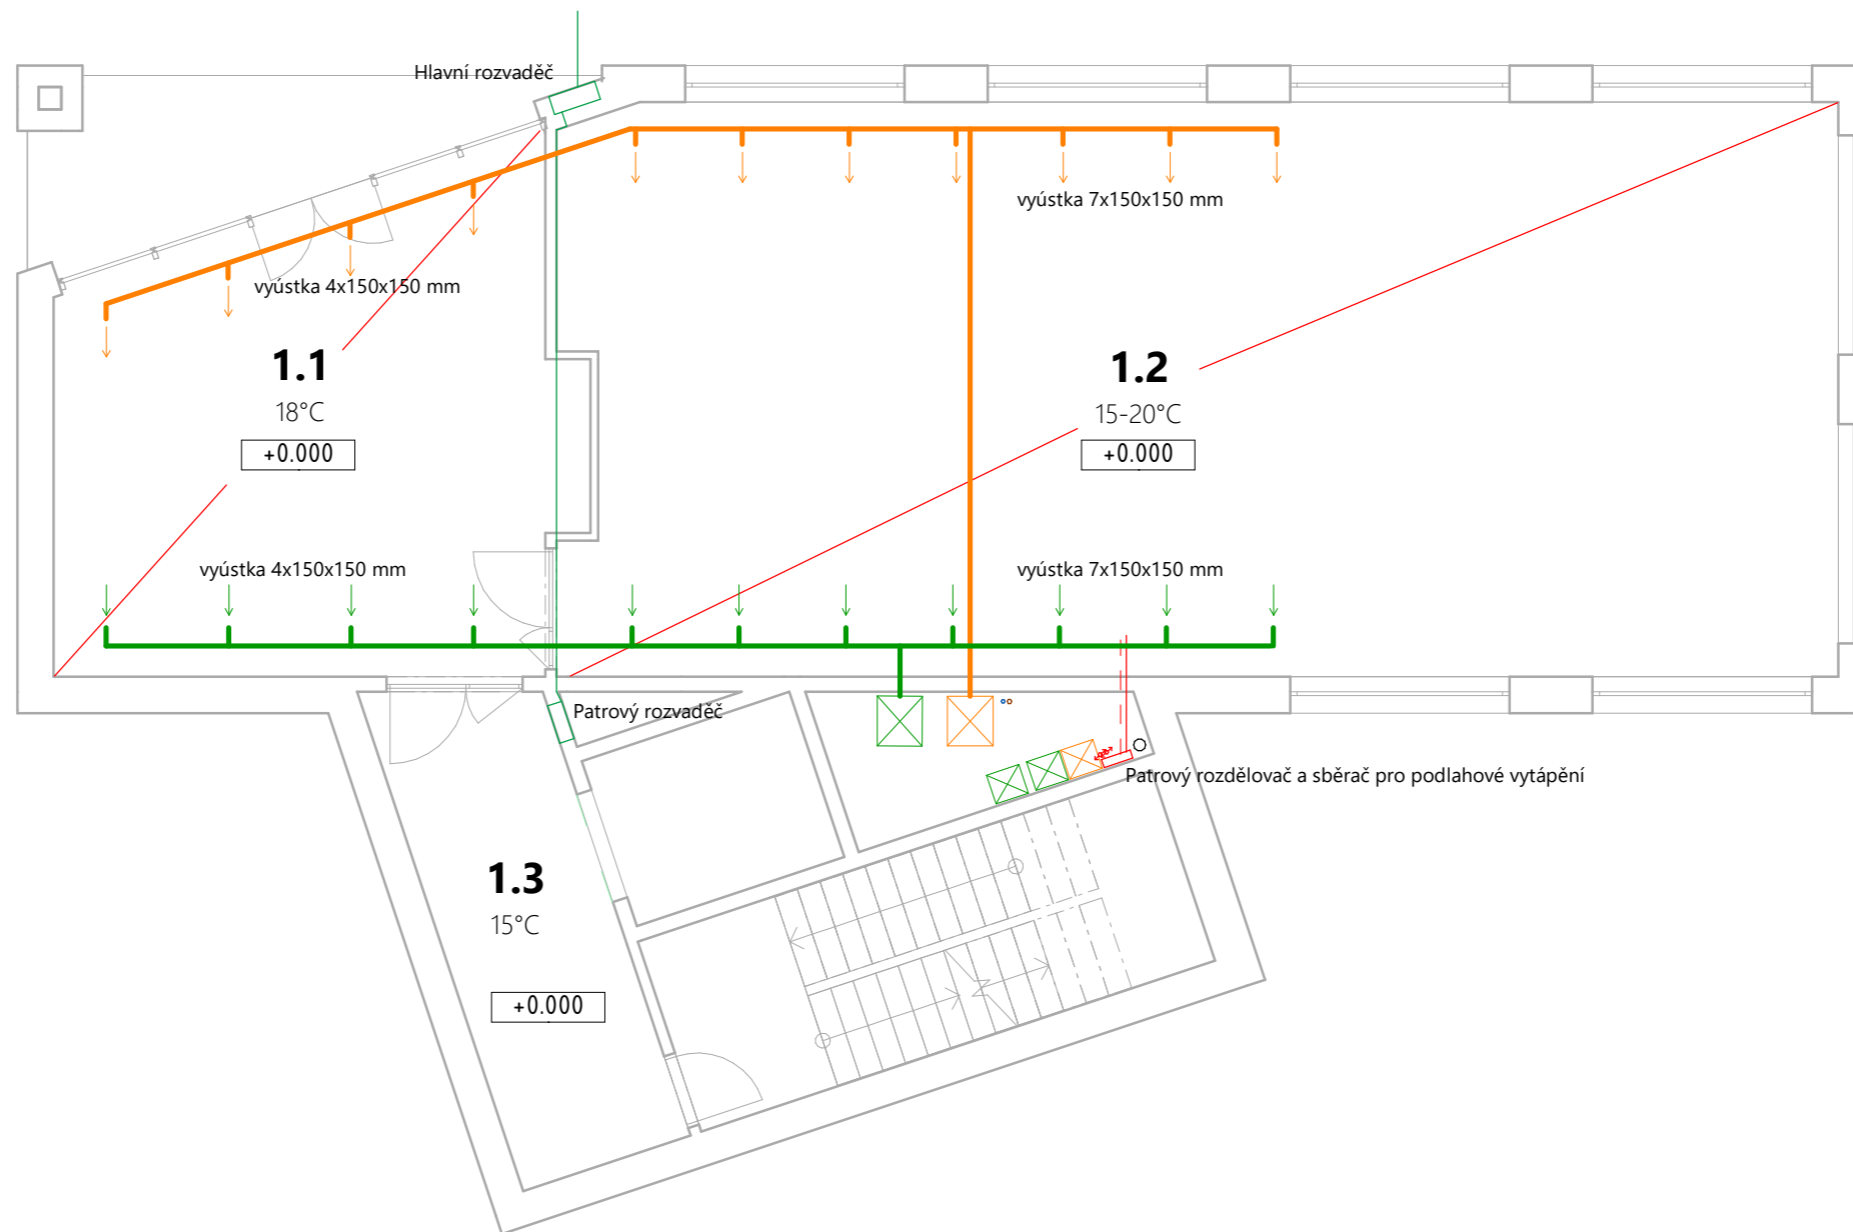 Hlavní rozvaděč
vyústka 7x150x150 mm
vyústka 4x150x150 mm
1.1
18°C
+0.000
1.2
15-20°C
+0.000
vyústka 4x150x150 mm
vyústka 7x150x150 mm
Patrový rozvaděč
Patrový rozdělovač a sběrač pro podlahové vytápění
1.3
15°C
+0.000